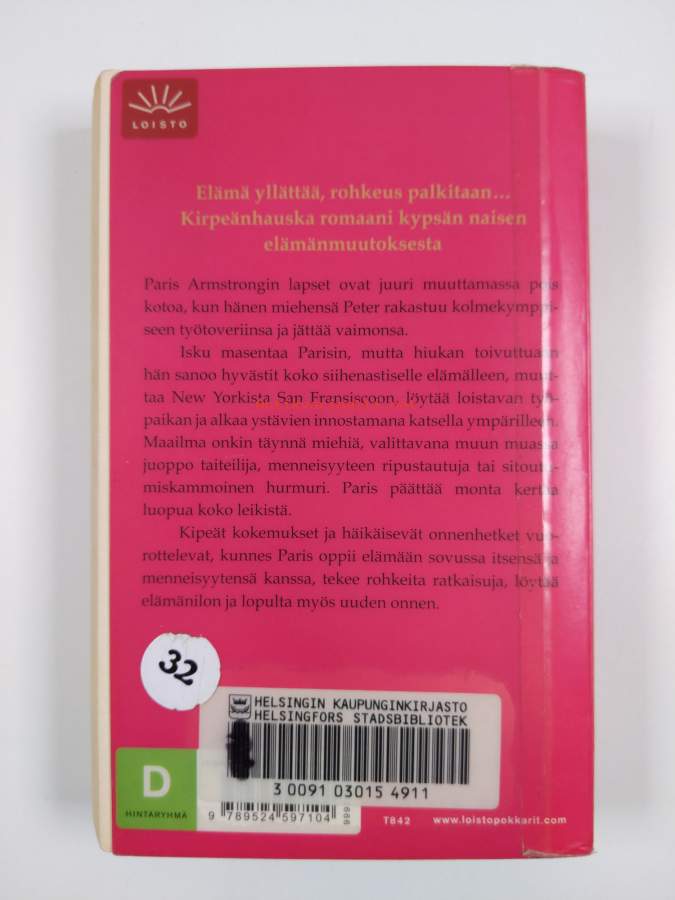 LOISTO
Elämä yllättää, rohkeus palkitaan...
Kirpeänhauska romaani kypsän naisen
elämänmuutoksesta
Paris Armstrongin lapset ovat juuri muuttamassa pois
kotoa, kun hänen miehensä Peter rakastuu kolmekymppi-
seen työtoveriinsa ja jättää vaimonsa.
Isku masentaa Parisin, mutta hiukan toivuttuaan
hän sanoo hyvästit koko siihenastiselle elämälleen, muut-
taa New Yorkista San Fransiscoon, löytää loistavan työ-
paikan ja alkaa ystävien innostamana katsella ympärilleen.
Maailma onkin täynnä miehiä, valittavana muun muassa
juoppo taiteilija, menneisyyteen ripustautuja tai sitoutu-
miskammoinen hurmuri. Paris päättää monta kertaa
luopua koko leikistä.
Kipeät kokemukset ja häikäisevät onnenhetket vuo-
rottelevat, kunnes Paris oppii elämään sovussa itsensä ja
menneisyytensä kanssa, tekee rohkeita ratkaisuja, löytää
elämänilon ja lopulta myös uuden onnen.
32
HELSINGIN KAUPUNGINKIRJASTO
HELSINGFORS STADSBIBLIOTEK
3 0091 03015 4911
D
HINTARYHMÄ
9 789524 597104
T842 www.loistopokkarit.com